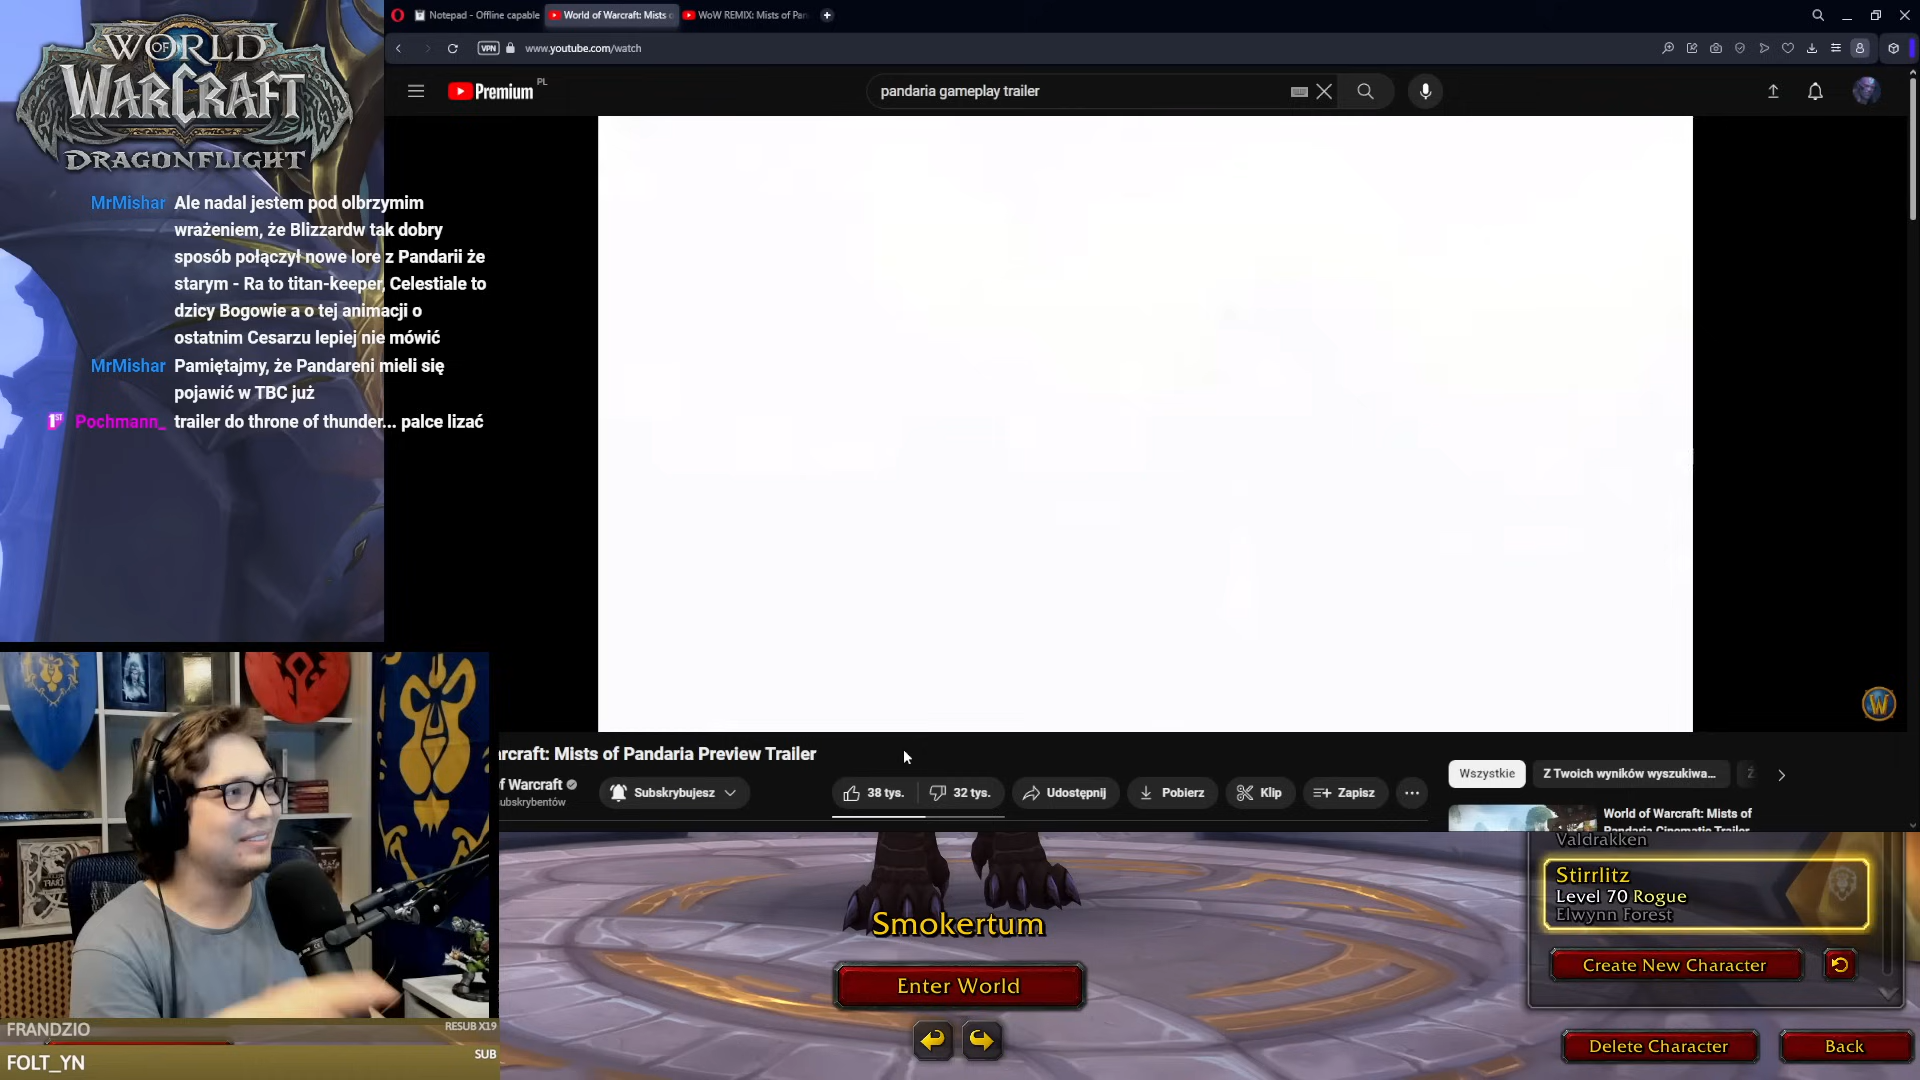 WORLD
OF
WARCRAFT
DRAGONFLIGHT
MrMishar Ale nadal jestem pod olbrzymim
wrażeniem, że Blizzardw tak dobry
sposób połączył nowe lore z Pandarii że
starym - Ra to titan-keeper, Celestiale to
dzicy Bogowie a o tej animacji o
ostatnim Cesarzu lepiej nie mówić
MrMishar Pamiętajmy, że Pandareni mieli się
pojawić w TBC już
1ST Pochmann_ trailer do throne of thunder... palce lizać
Notepad - Offline capable
World of Warcraft: Mists
WoW REMIX: Mists of Pan
VPN www.youtube.com/watch
Premium PL
pandaria gameplay trailer
W
rcraft: Mists of Pandaria Preview Trailer
f Warcraft
ubskrybentów
Subskrybujesz
38 tys.
32 tys.
Udostępnij
Pobierz
Klip
Zapisz
Wszystkie
Z Twoich wyników wyszukiwa...
World of Warcraft: Mists of
Pandaria Cinematic Trailer
Valdrakken
Stirrlitz
Level 70 Rogue
Elwynn Forest
Create New Character
Delete Character
Back
Smokertum
Enter World
FRANDZIO RESUB X19
FOLT_YN SUB